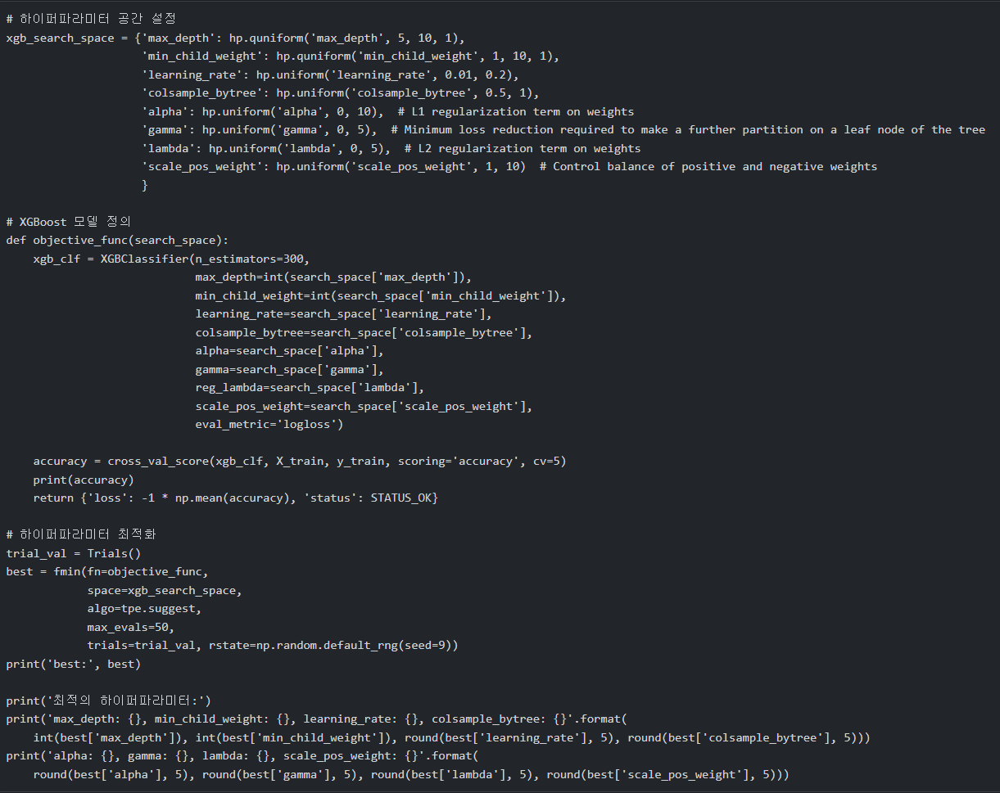 # 하이퍼파라미터 공간 설정
xgb_search_space = {'max_depth': hp.quniform('max_depth', 5, 10, 1),
                    'min_child_weight': hp.quniform('min_child_weight', 1, 10, 1),
                    'learning_rate': hp.uniform('learning_rate', 0.01, 0.2),
                    'colsample_bytree': hp.uniform('colsample_bytree', 0.5, 1),
                    'alpha': hp.uniform('alpha', 0, 10),  # L1 regularization term on weights
                    'gamma': hp.uniform('gamma', 0, 5),  # Minimum loss reduction required to make a further partition on a leaf node of the tree
                    'lambda': hp.uniform('lambda', 0, 5),  # L2 regularization term on weights
                    'scale_pos_weight': hp.uniform('scale_pos_weight', 1, 10)  # Control balance of positive and negative weights
                    }

# XGBoost 모델 정의
def objective_func(search_space):
    xgb_clf = XGBClassifier(n_estimators=300,
                            max_depth=int(search_space['max_depth']),
                            min_child_weight=int(search_space['min_child_weight']),
                            learning_rate=search_space['learning_rate'],
                            colsample_bytree=search_space['colsample_bytree'],
                            alpha=search_space['alpha'],
                            gamma=search_space['gamma'],
                            reg_lambda=search_space['lambda'],
                            scale_pos_weight=search_space['scale_pos_weight'],
                            eval_metric='logloss')

    accuracy = cross_val_score(xgb_clf, X_train, y_train, scoring='accuracy', cv=5)
    print(accuracy)
    return {'loss': -1 * np.mean(accuracy), 'status': STATUS_OK}

# 하이퍼파라미터 최적화
trial_val = Trials()
best = fmin(fn=objective_func,
            space=xgb_search_space,
            algo=tpe.suggest,
            max_evals=50,
            trials=trial_val, rstate=np.random.default_rng(seed=9))
print('best:', best)

print('최적의 하이퍼파라미터:')
print('max_depth: {}, min_child_weight: {}, learning_rate: {}, colsample_bytree: {}'.format(
    int(best['max_depth']), int(best['min_child_weight']), round(best['learning_rate'], 5), round(best['colsample_bytree'], 5)))
print('alpha: {}, gamma: {}, lambda: {}, scale_pos_weight: {}'.format(
    round(best['alpha'], 5), round(best['gamma'], 5), round(best['lambda'], 5), round(best['scale_pos_weight'], 5)))